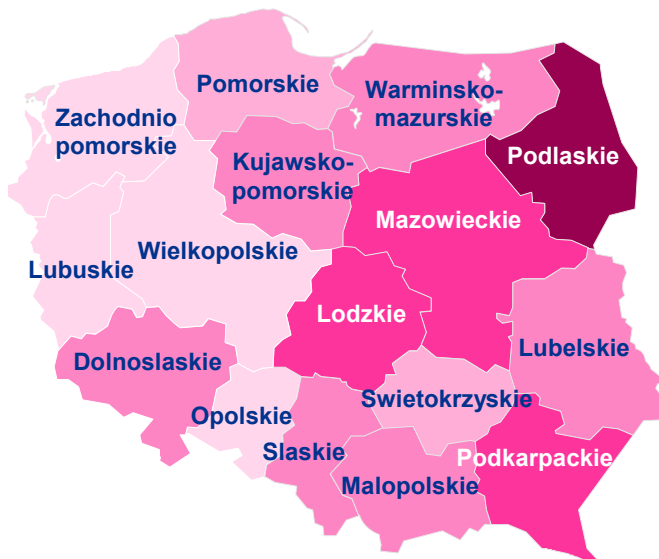 Pomorskie
Warminsko-
mazurskie
Zachodnio
pomorskie
Kujawsko-
pomorskie
Podlaskie
Mazowieckie
Wielkopolskie
Lubuskie
Lodzkie
Lubelskie
Dolnoslaskie
Swietokrzyskie
Opolskie
Slaskie
Podkarpackie
Malopolskie